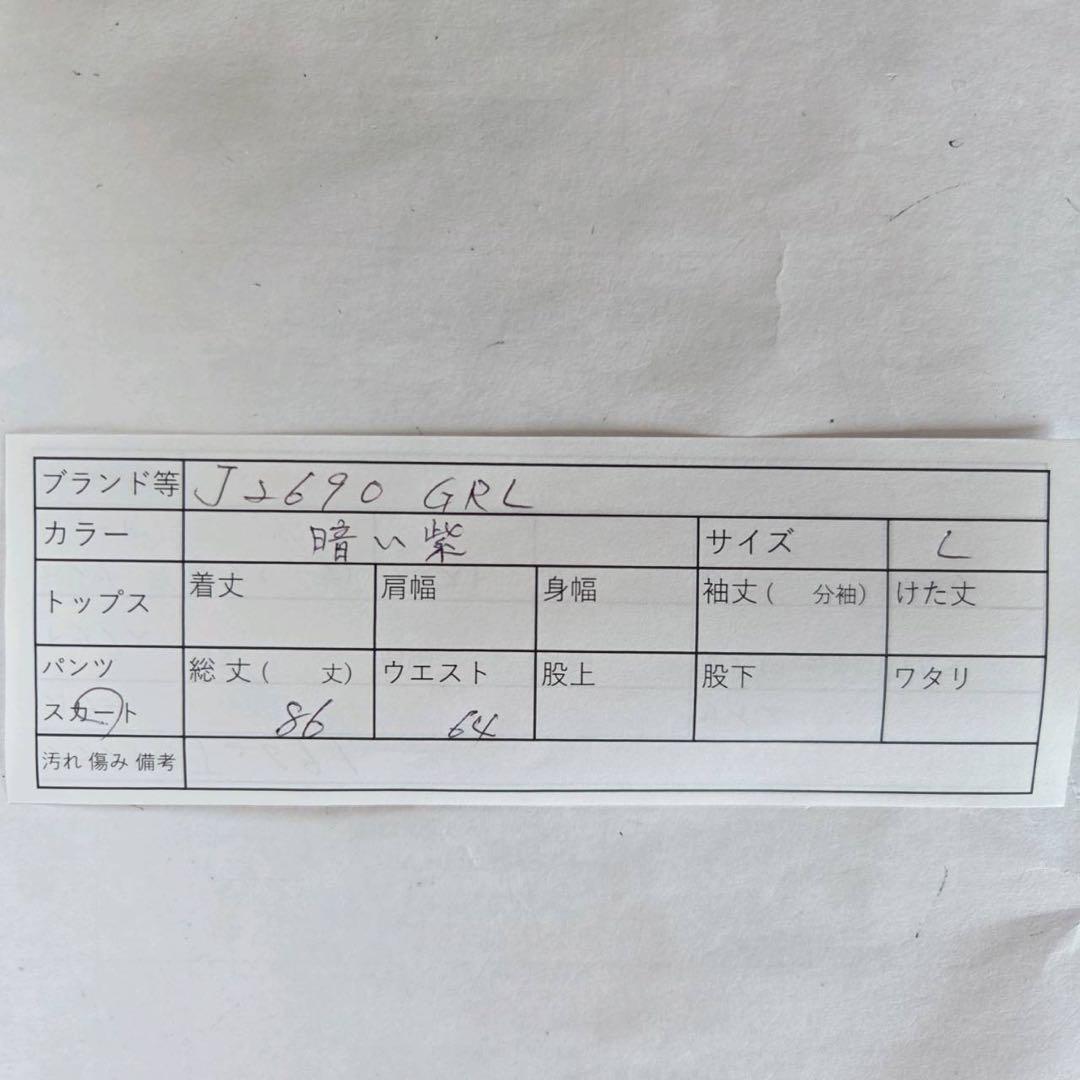 ブランド等 J2690 GRL
カラー 暗い紫 サイズ L
トップス 着丈 肩幅 身幅 袖丈( 分袖) けた丈
パンツ 総丈( 丈) ウエスト 股上 股下 ワタリ
スカート 86 64
汚れ 傷み 備考